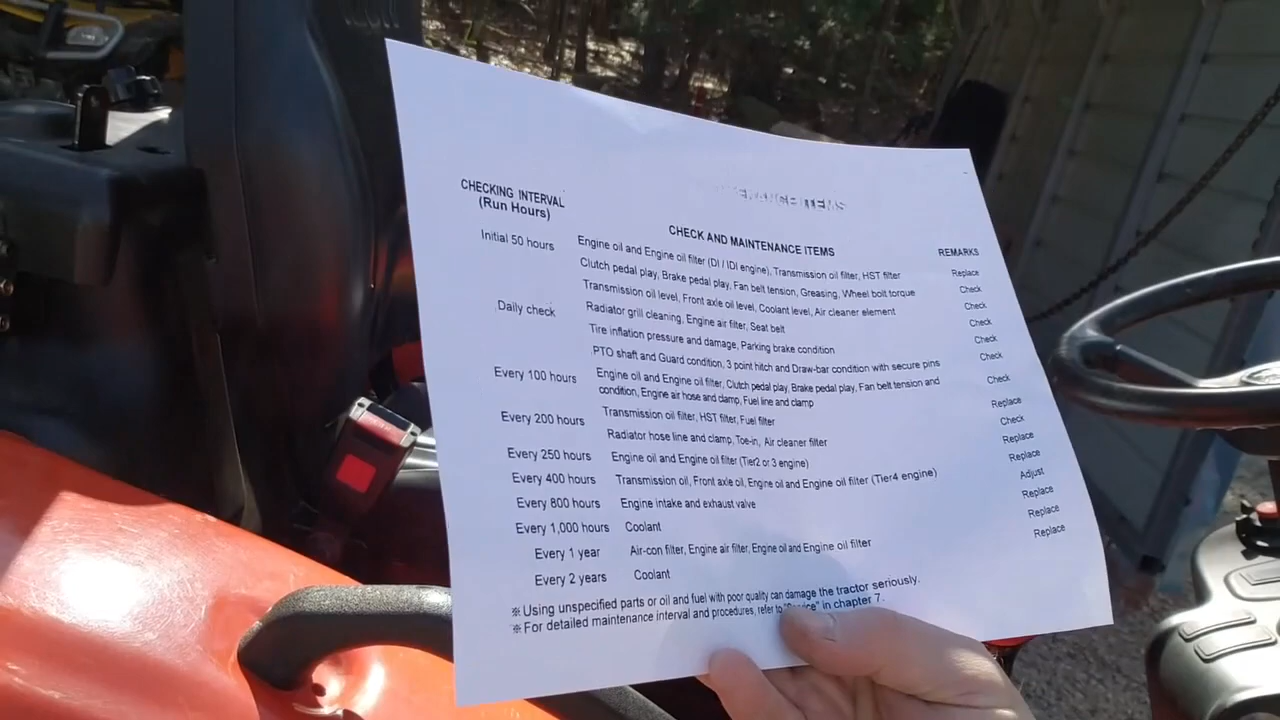 CHECKING INTERVAL
(Run Hours)
CHECK AND MAINTENANCE ITEMS
REMARKS
Initial 50 hours Engine oil and Engine oil filter (DI / IDI engine), Transmission oil filter, HST filter Replace
Clutch pedal play, Brake pedal play, Fan belt tension, Greasing, Wheel bolt torque Check
Daily check Transmission oil level, Front axle oil level, Coolant level, Air cleaner element Check
Radiator grill cleaning, Engine air filter, Seat belt Check
Tire inflation pressure and damage, Parking brake condition Check
PTO shaft and Guard condition, 3 point hitch and Draw-bar condition with secure pins Check
Every 100 hours Engine oil and Engine oil filter, Clutch pedal play, Brake pedal play, Fan belt tension and Check
condition, Engine air hose and clamp, Fuel line and clamp
Every 200 hours Transmission oil filter, HST filter, Fuel filter Replace
Radiator hose line and clamp, Toe-in, Air cleaner filter Check
Every 250 hours Engine oil and Engine oil filter (Tier2 or 3 engine) Replace
Every 400 hours Transmission oil, Front axle oil, Engine oil and Engine oil filter (Tier4 engine) Replace
Every 800 hours Engine intake and exhaust valve Adjust
Every 1,000 hours Coolant Replace
Every 1 year Air-con filter, Engine air filter, Engine oil and Engine oil filter Replace
Every 2 years Coolant Replace
※ Using unspecified parts or oil and fuel with poor quality can damage the tractor seriously.
※ For detailed maintenance interval and procedures, refer to in chapter 7.